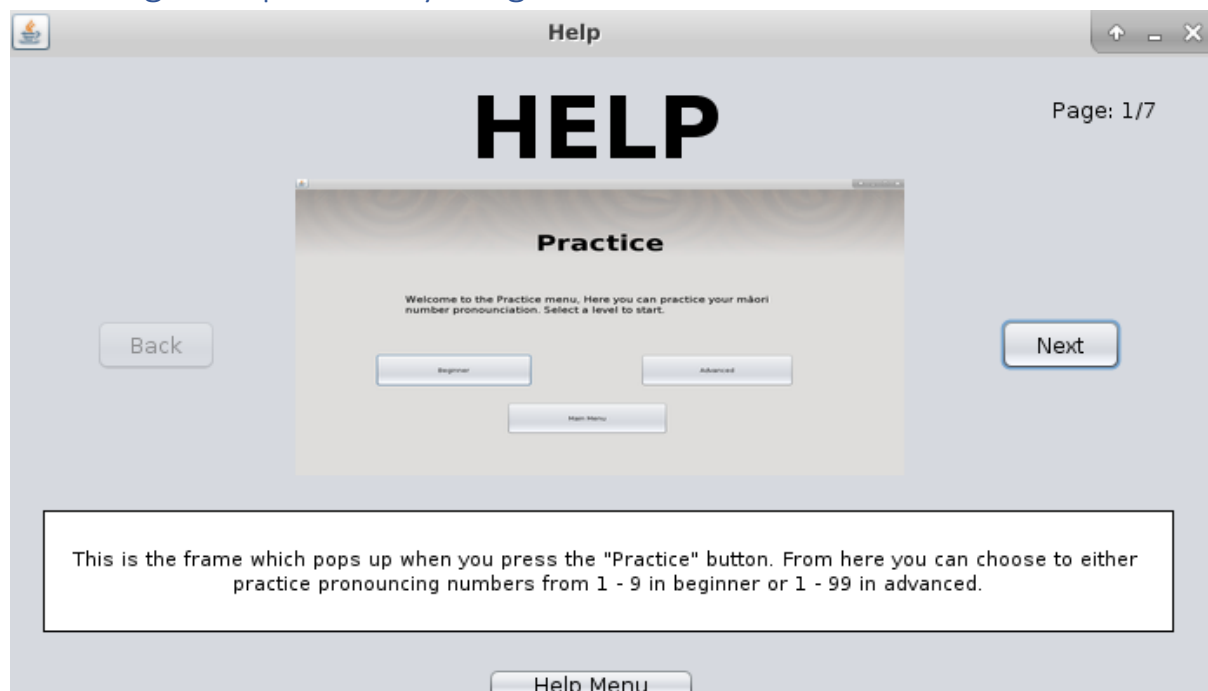 Help
HELP
Page: 1/7
Practice
Welcome to the Practice menu, Here you can practice your māori
number pronounciation. Select a level to start.
Back
Next
Beginner
Advanced
Main Menu
This is the frame which pops up when you press the "Practice" button. From here you can choose to either
practice pronouncing numbers from 1 - 9 in beginner or 1 - 99 in advanced.
Help Menu